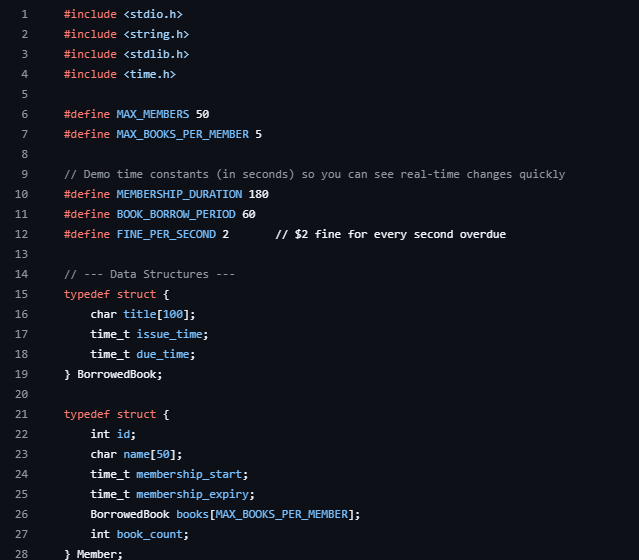 1 #include <stdio.h>
2 #include <string.h>
3 #include <stdlib.h>
4 #include <time.h>
5
6 #define MAX_MEMBERS 50
7 #define MAX_BOOKS_PER_MEMBER 5
8
9 // Demo time constants (in seconds) so you can see real-time changes quickly
10 #define MEMBERSHIP_DURATION 180
11 #define BOOK_BORROW_PERIOD 60
12 #define FINE_PER_SECOND 2       // $2 fine for every second overdue
13
14 // --- Data Structures ---
15 typedef struct {
16     char title[100];
17     time_t issue_time;
18     time_t due_time;
19 } BorrowedBook;
20
21 typedef struct {
22     int id;
23     char name[50];
24     time_t membership_start;
25     time_t membership_expiry;
26     BorrowedBook books[MAX_BOOKS_PER_MEMBER];
27     int book_count;
28 } Member;